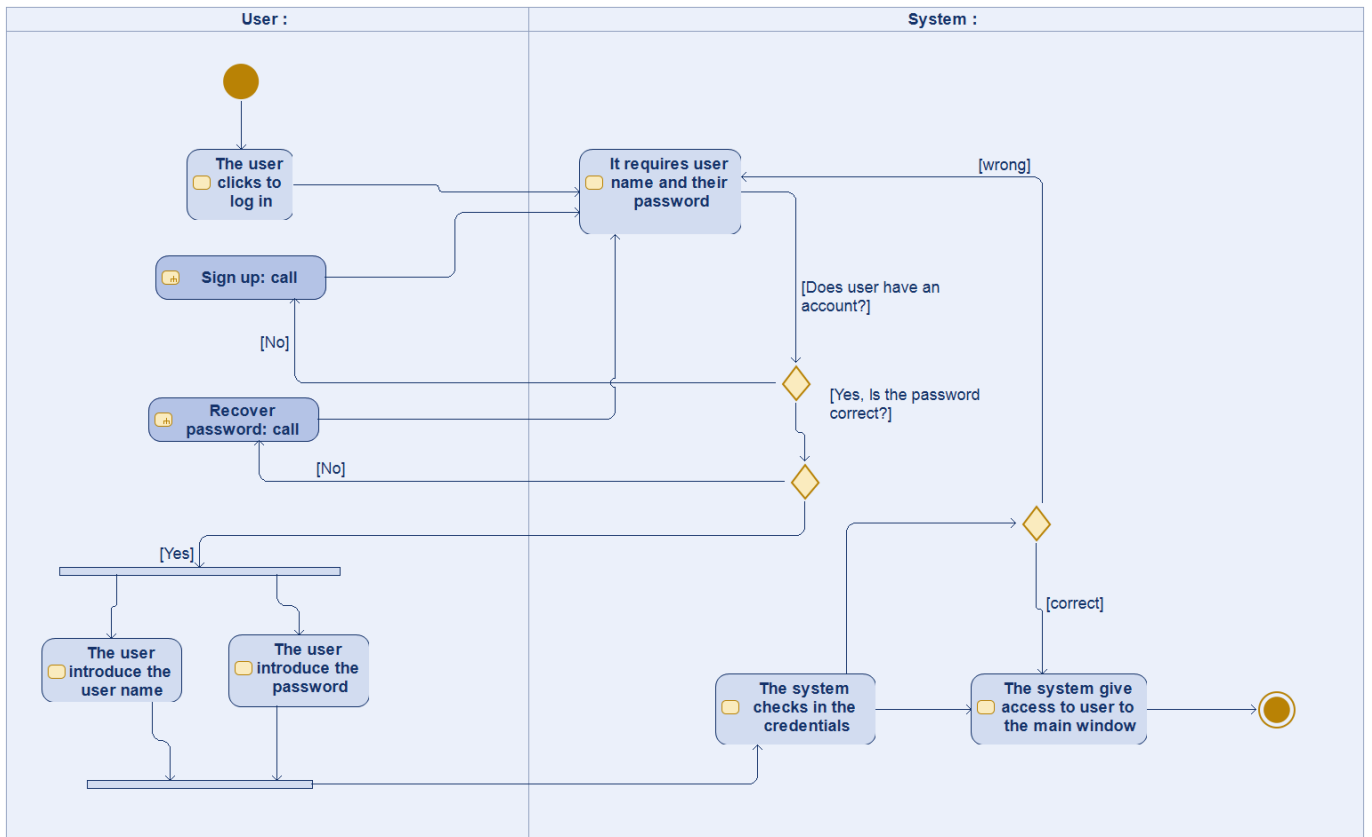 User :
System :
The user
clicks to
log in
It requires user
name and their
password
[wrong]
Sign up: call
[Does user have an
account?]
[No]
[Yes, Is the password
correct?]
Recover
password: call
[No]
[Yes]
[correct]
The user
introduce the
user name
The user
introduce the
password
The system
checks in the
credentials
The system give
access to user to
the main window